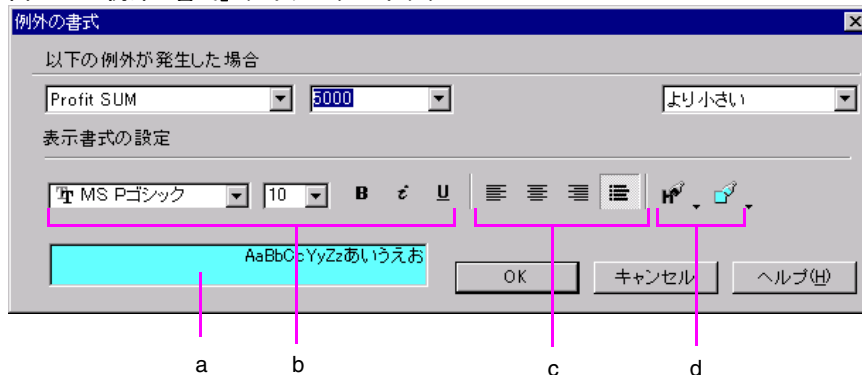 例外の書式
以下の例外が発生した場合
Profit SUM 5000 より小さい
表示書式の設定
MS Pゴシック 10 B i U
AaBbCcYyZzあいうえお
OK キャンセル ヘルプ(H)
a b c d